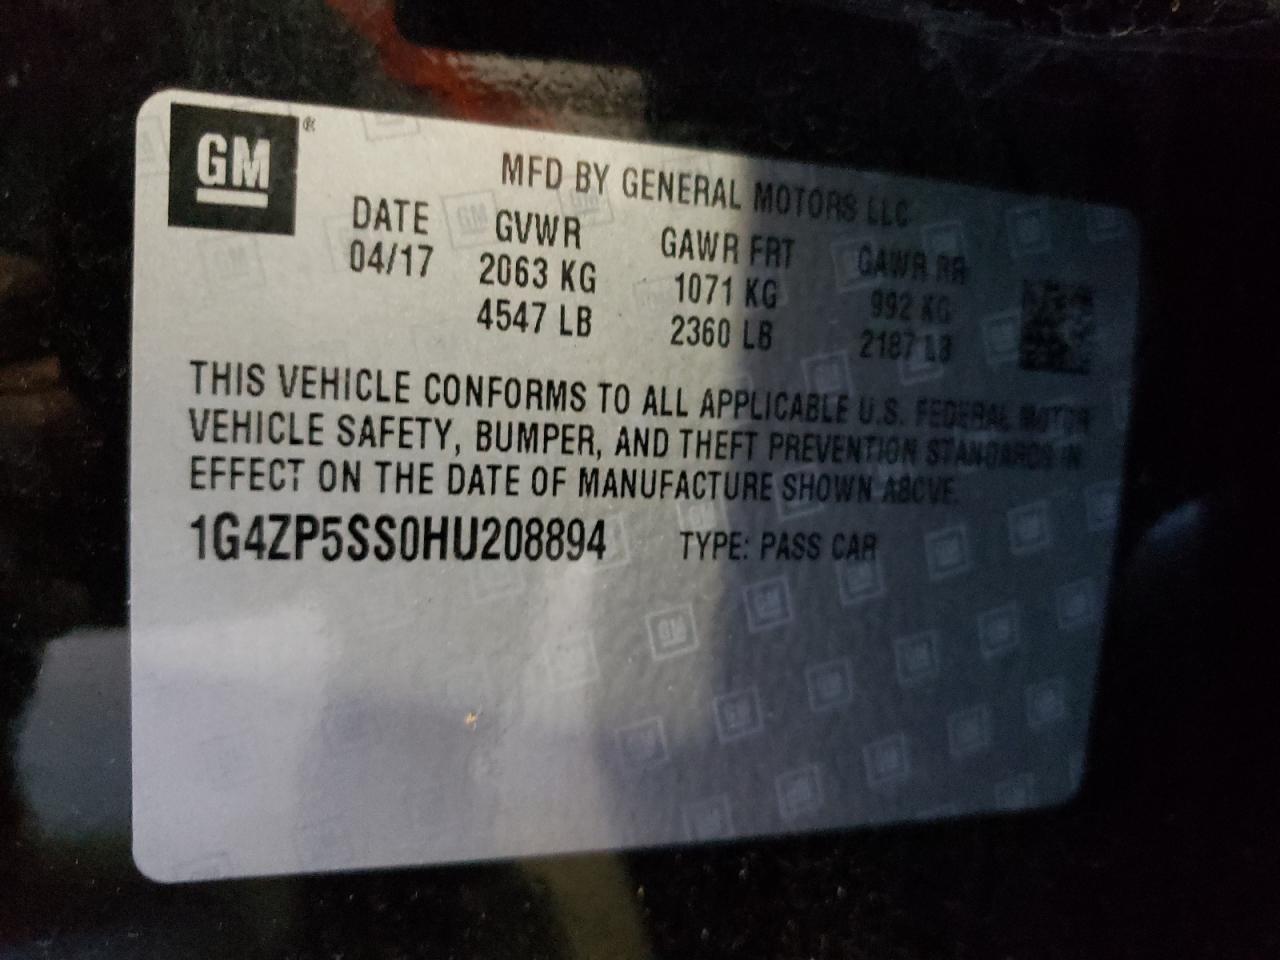 GM®
MFD BY GENERAL MOTORS LLC
DATE GVWR GAWR FRT GAWR RR
04/17 2063 KG 1071 KG 992 KG
4547 LB 2360 LB 2187 LB
THIS VEHICLE CONFORMS TO ALL APPLICABLE U.S. FEDERAL MOTOR
VEHICLE SAFETY, BUMPER, AND THEFT PREVENTION STANDARDS IN
EFFECT ON THE DATE OF MANUFACTURE SHOWN ABOVE.
1G4ZP5SS0HU208894 TYPE: PASS CAR